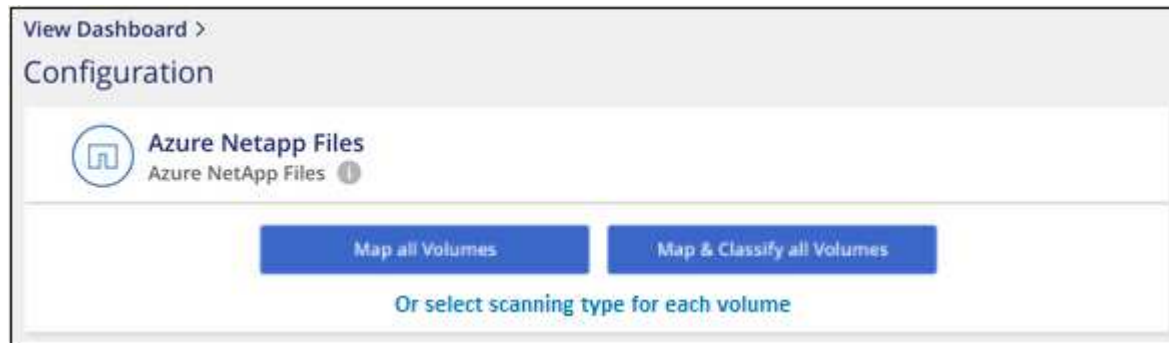 View Dashboard >
Configuration
Azure Netapp Files
Azure NetApp Files i
Map all Volumes Map & Classify all Volumes
Or select scanning type for each volume